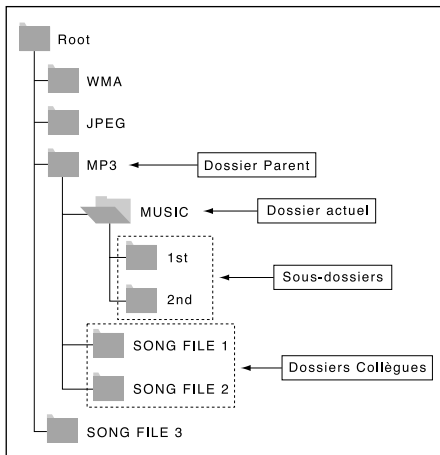 Root
WMA
JPEG
MP3
Dossier Parent
MUSIC
Dossier actuel
1st
Sous-dossiers
2nd
SONG FILE 1
Dossiers Collègues
SONG FILE 2
SONG FILE 3